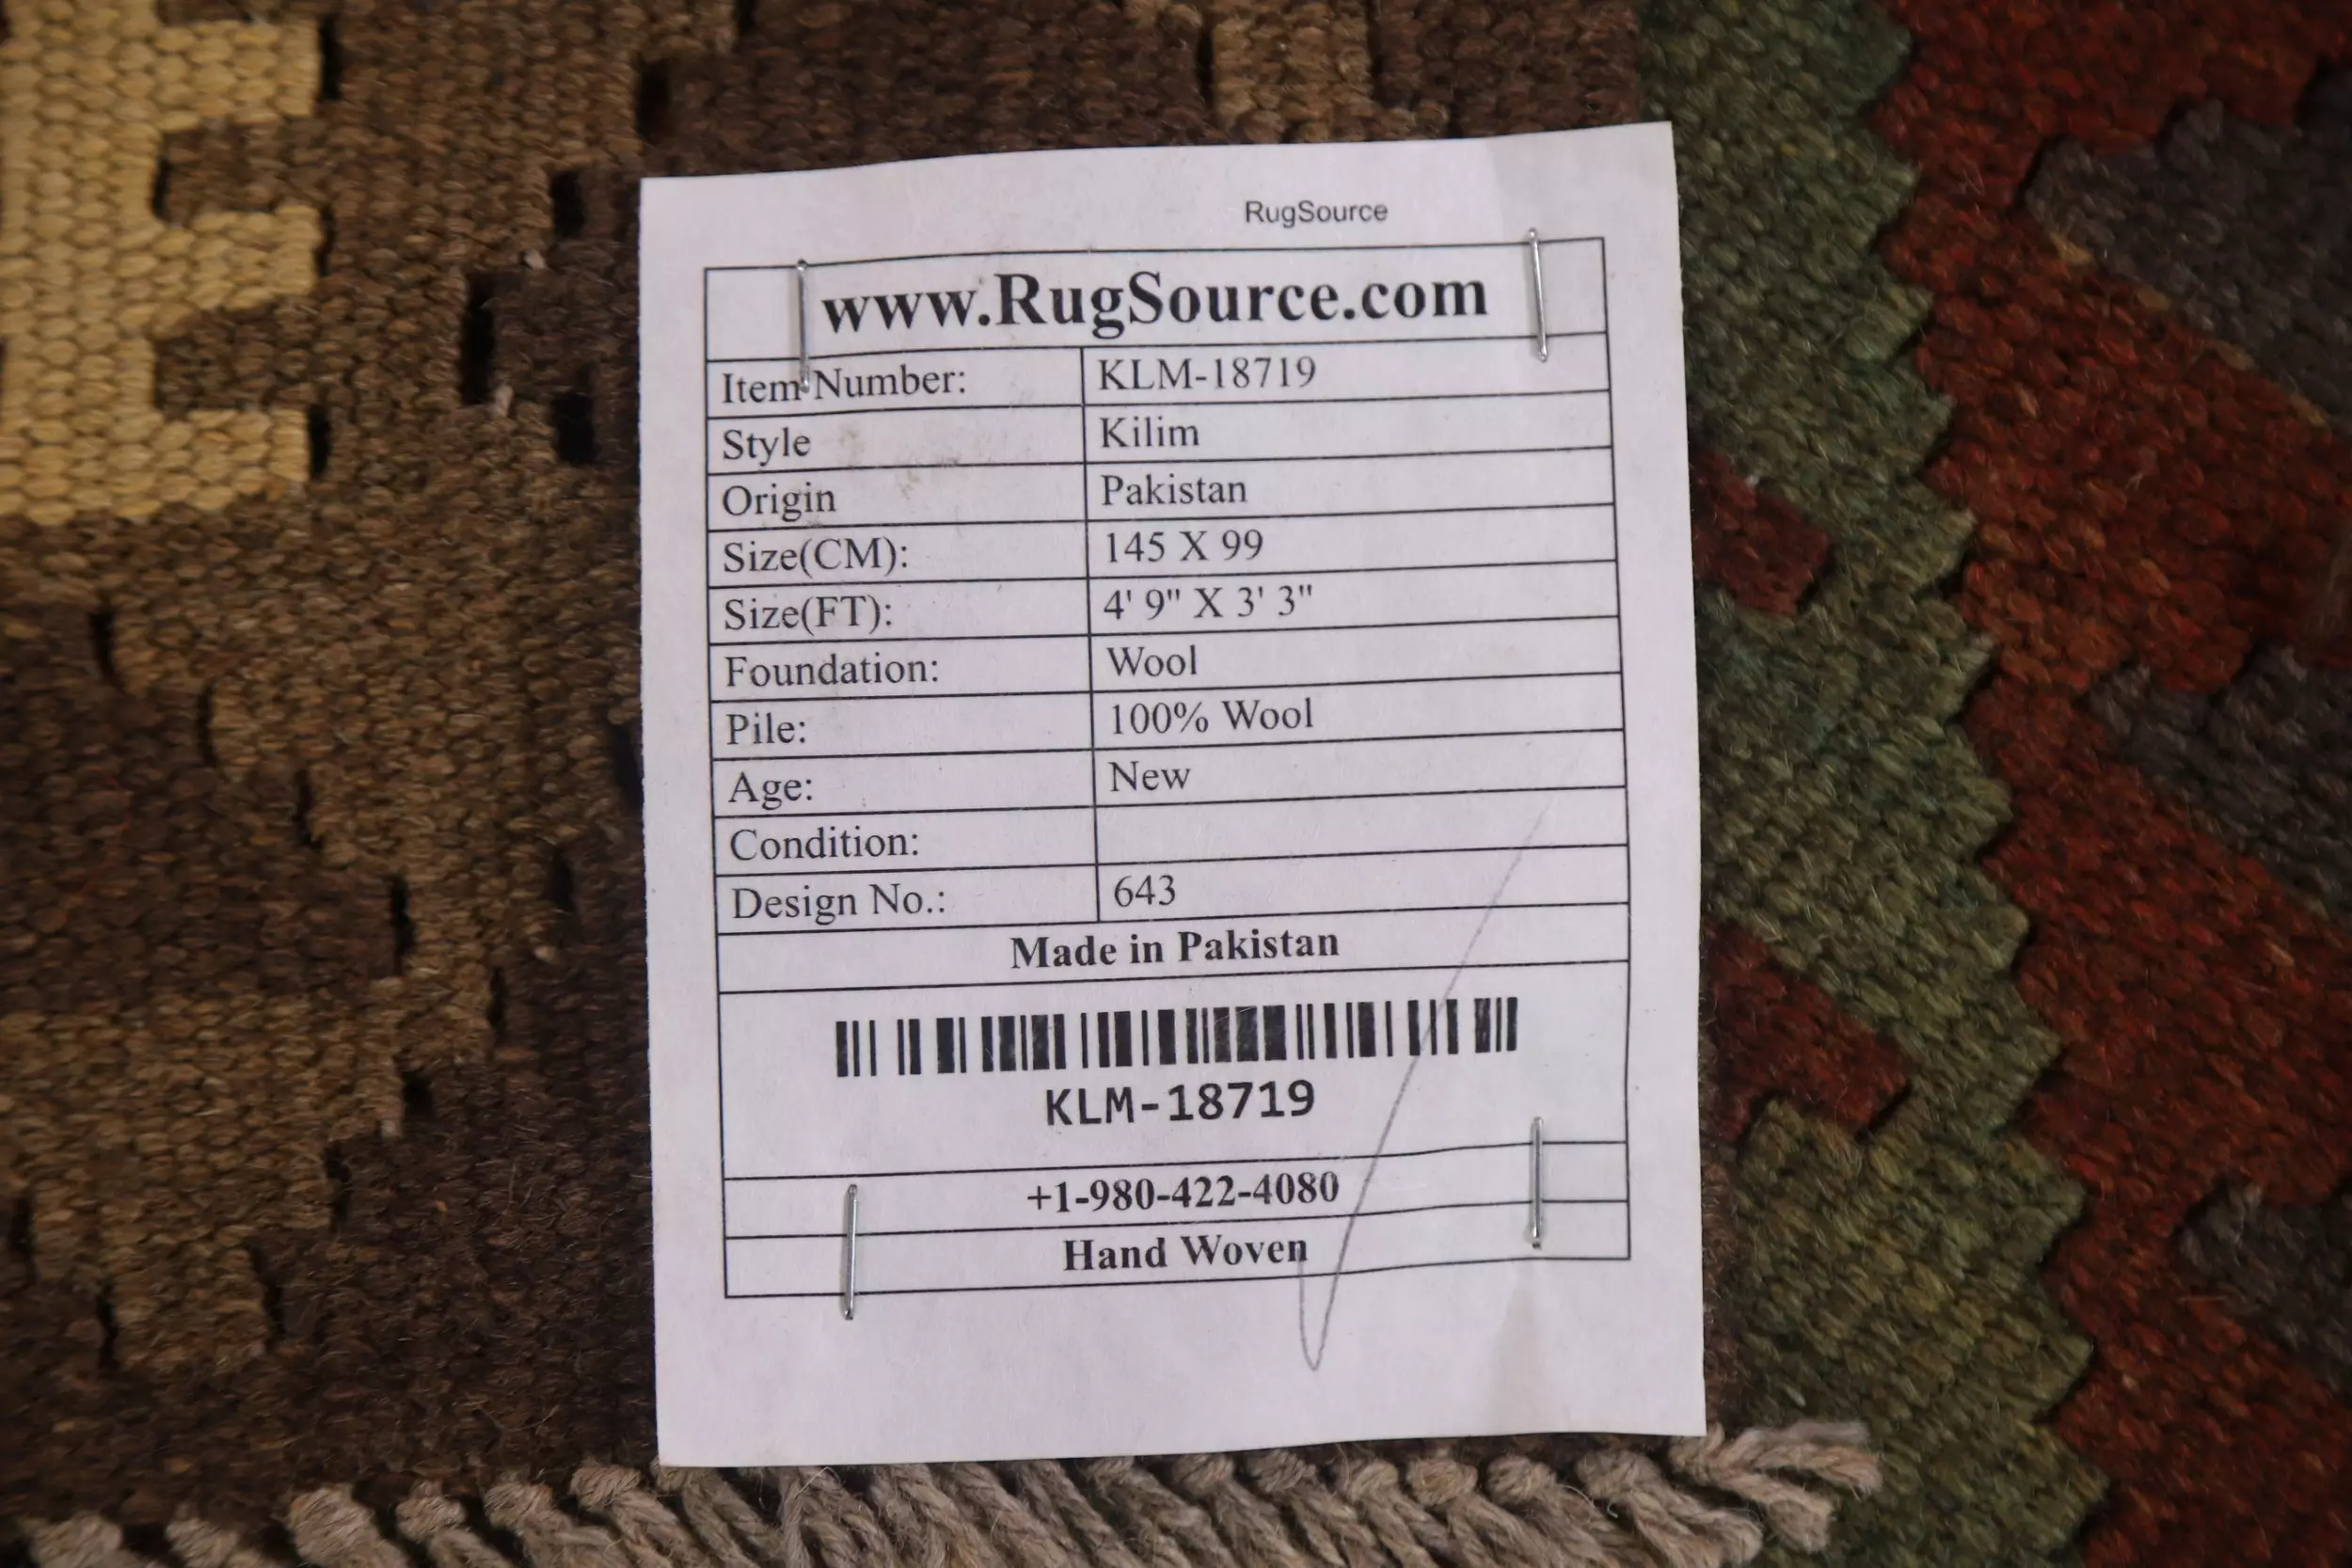 RugSource
www.RugSource.com
Item Number: KLM-18719
Style Kilim
Origin Pakistan
Size(CM): 145 X 99
Size(FT): 4' 9" X 3' 3"
Foundation: Wool
Pile: 100% Wool
Age: New
Condition:
Design No.: 643
Made in Pakistan
KLM-18719
+1-980-422-4080
Hand Woven